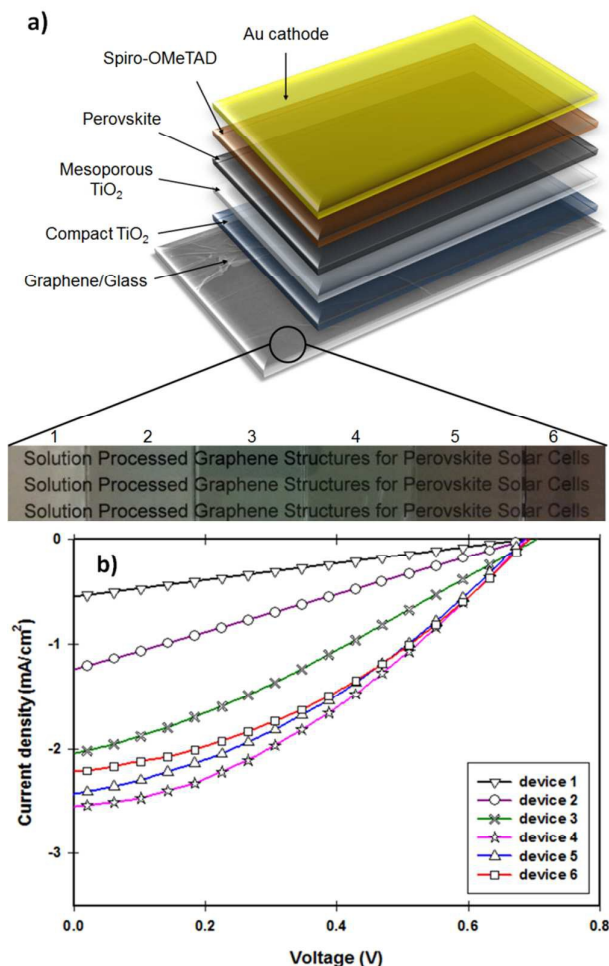 a)
Au cathode
Spiro-OMeTAD
Perovskite
Mesoporous
TiO2
Compact TiO2
Graphene/Glass
1 2 3 4 5 6
Solution Processed Graphene Structures for Perovskite Solar Cells
Solution Processed Graphene Structures for Perovskite Solar Cells
Solution Processed Graphene Structures for Perovskite Solar Cells
b)
0
-1
-2
-3
Current density (mA/cm²)
device 1
device 2
device 3
device 4
device 5
device 6
0.0 0.2 0.4 0.6 0.8
Voltage (V)